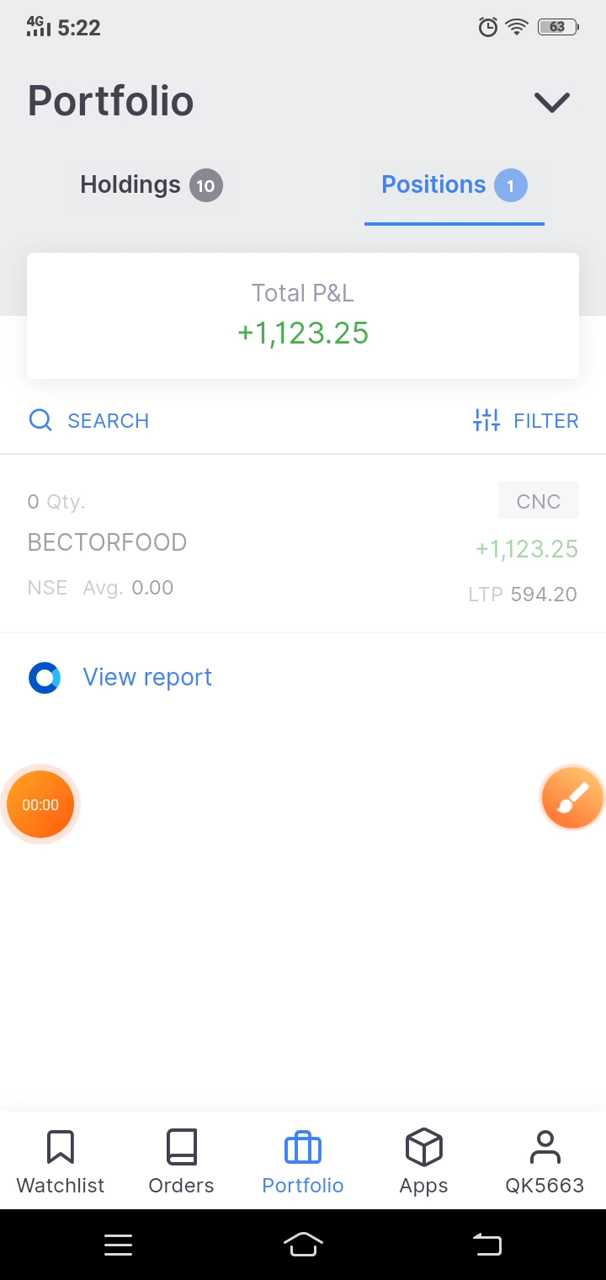 4G 5:22 63
Portfolio
Holdings 10 Positions 1
Total P&L
+1,123.25
SEARCH FILTER
0 Qty. CNC
BECTORFOOD +1,123.25
NSE Avg. 0.00 LTP 594.20
View report
00:00
Watchlist Orders Portfolio Apps QK5663